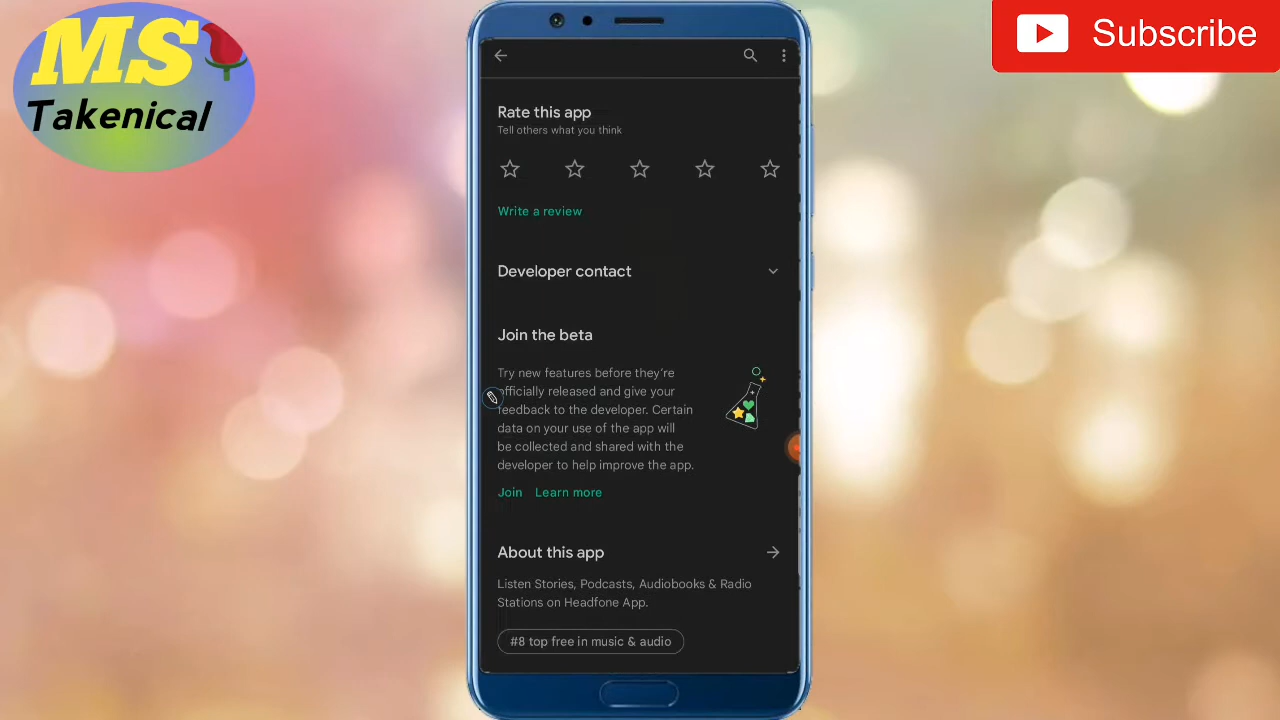 MS
Takenical
Subscribe
Rate this app
Tell others what you think
Write a review
Developer contact
Join the beta
Try new features before they're
officially released and give your
feedback to the developer. Certain
data on your use of the app will
be collected and shared with the
developer to help improve the app.
Join Learn more
About this app
Listen Stories, Podcasts, Audiobooks & Radio
Stations on Headfone App.
#8 top free in music & audio